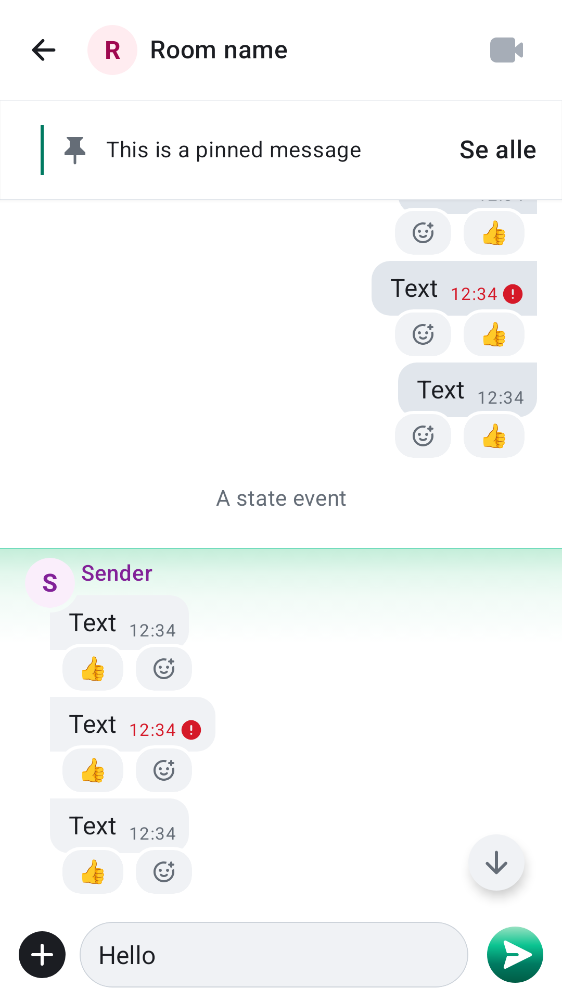 R Room name
This is a pinned message Se alle
Text 12:34
Text 12:34
A state event
S Sender
Text 12:34
Text 12:34
Text 12:34
Hello